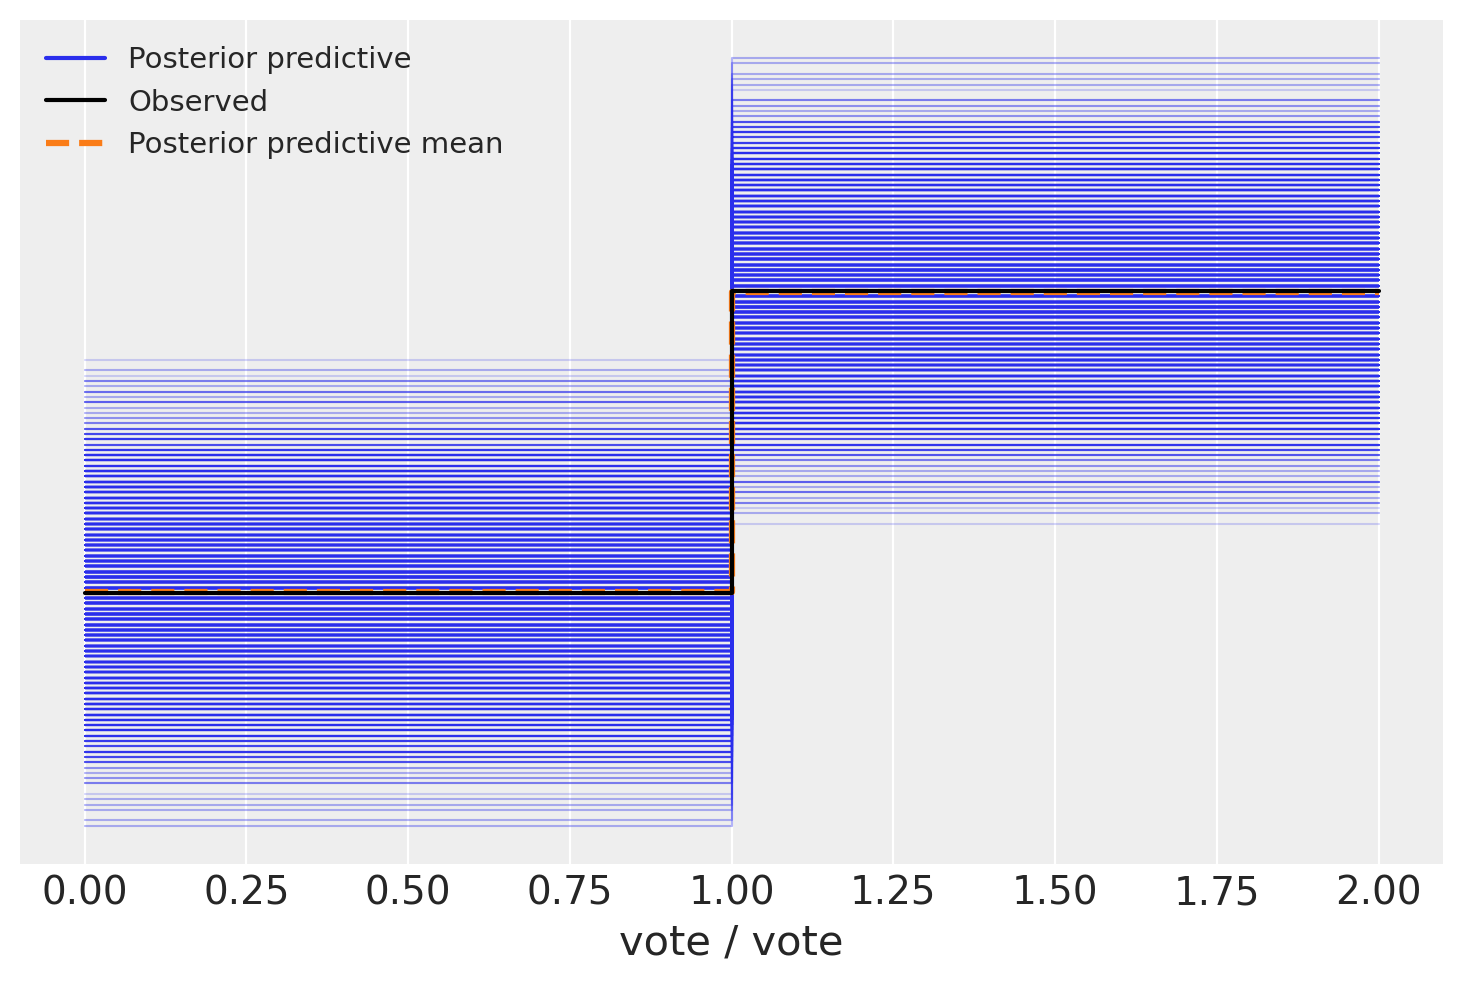 Posterior predictive
Observed
Posterior predictive mean
0.00 0.25 0.50 0.75 1.00 1.25 1.50 1.75 2.00
vote / vote